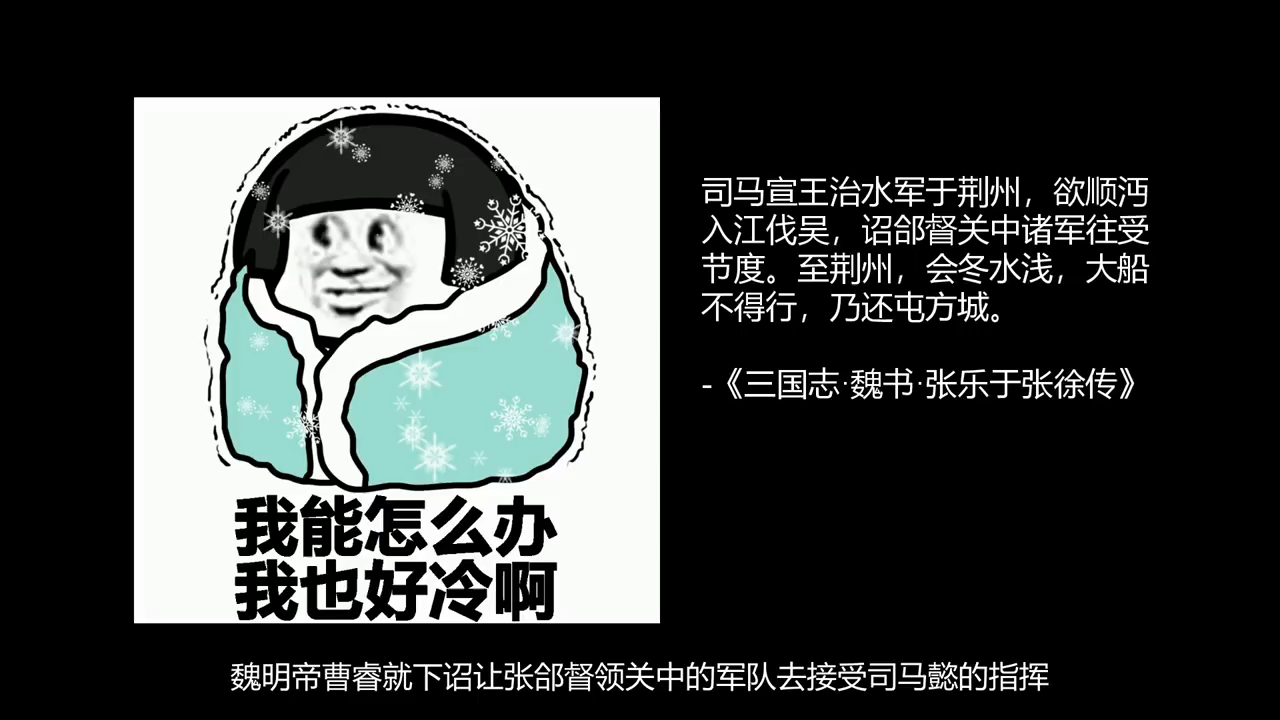 我能怎么办
我也好冷啊
司马宣王治水军于荆州，欲顺沔
入江伐吴，诏郃督关中诸军往受
节度。至荆州，会冬水浅，大船
不得行，乃还屯方城。
-《三国志·魏书·张乐于张徐传》
魏明帝曹睿就下诏让张郃督领关中的军队去接受司马懿的指挥